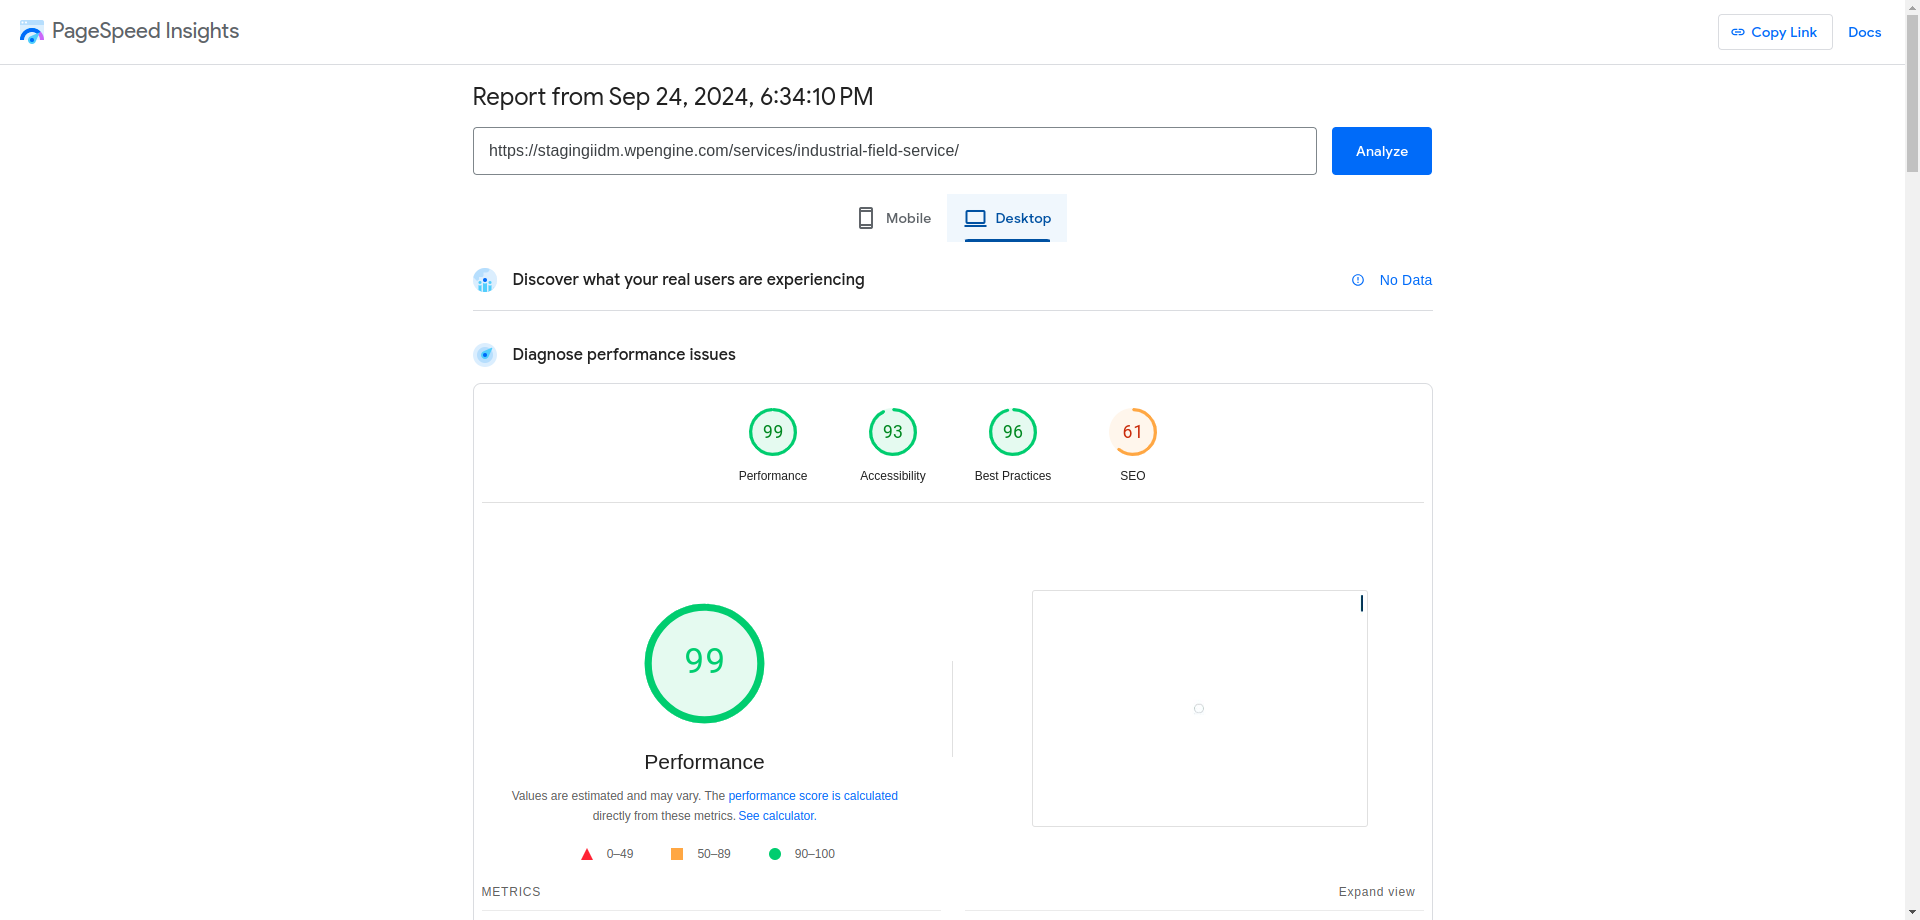 PageSpeed Insights
Copy Link
Docs
Report from Sep 24, 2024, 6:34:10 PM
https://stagingiidm.wpengine.com/services/industrial-field-service/
Analyze
Mobile
Desktop
Discover what your real users are experiencing
No Data
Diagnose performance issues
99
93
96
61
Performance
Accessibility
Best Practices
SEO
99
Performance
Values are estimated and may vary. The performance score is calculated
directly from these metrics. See calculator.
0–49
50–89
90–100
METRICS
Expand view